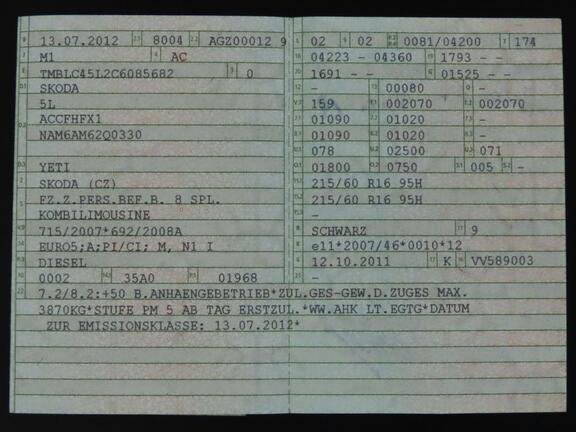 13.07.2012 8004 AGZ00012 9
M1 AC
TMBLC45L2C6085682 0
SKODA
5L
ACCFHFX1
NAM6AM62Q0330
YETI
SKODA (CZ)
FZ.Z.PERS.BEF.B. 8 SPL.
KOMBILIMOUSINE
715/2007*692/2008A
EURO5;A;PI/CI; M, N1 I
DIESEL
0002 35A0 01968
02 02 0081/04200 174
04223 - 04360 1793 - -
1691 - - 01525 - -
- 00080 -
159 002070 002070
01090 01020 -
01090 01020 -
078 02500 071
01800 0750 005 -
215/60 R16 95H
215/60 R16 95H
-
SCHWARZ 9
e11*2007/46*0010*12
12.10.2011 K VV589003
-
7.2/8.2:+50 B.ANHAENGEBETRIEB*ZUL.GES-GEW.D.ZUGES MAX.
3870KG*STUFE PM 5 AB TAG ERSTZUL.*WW.AHK LT.EGTG*DATUM
ZUR EMISSIONSKLASSE: 13.07.2012*